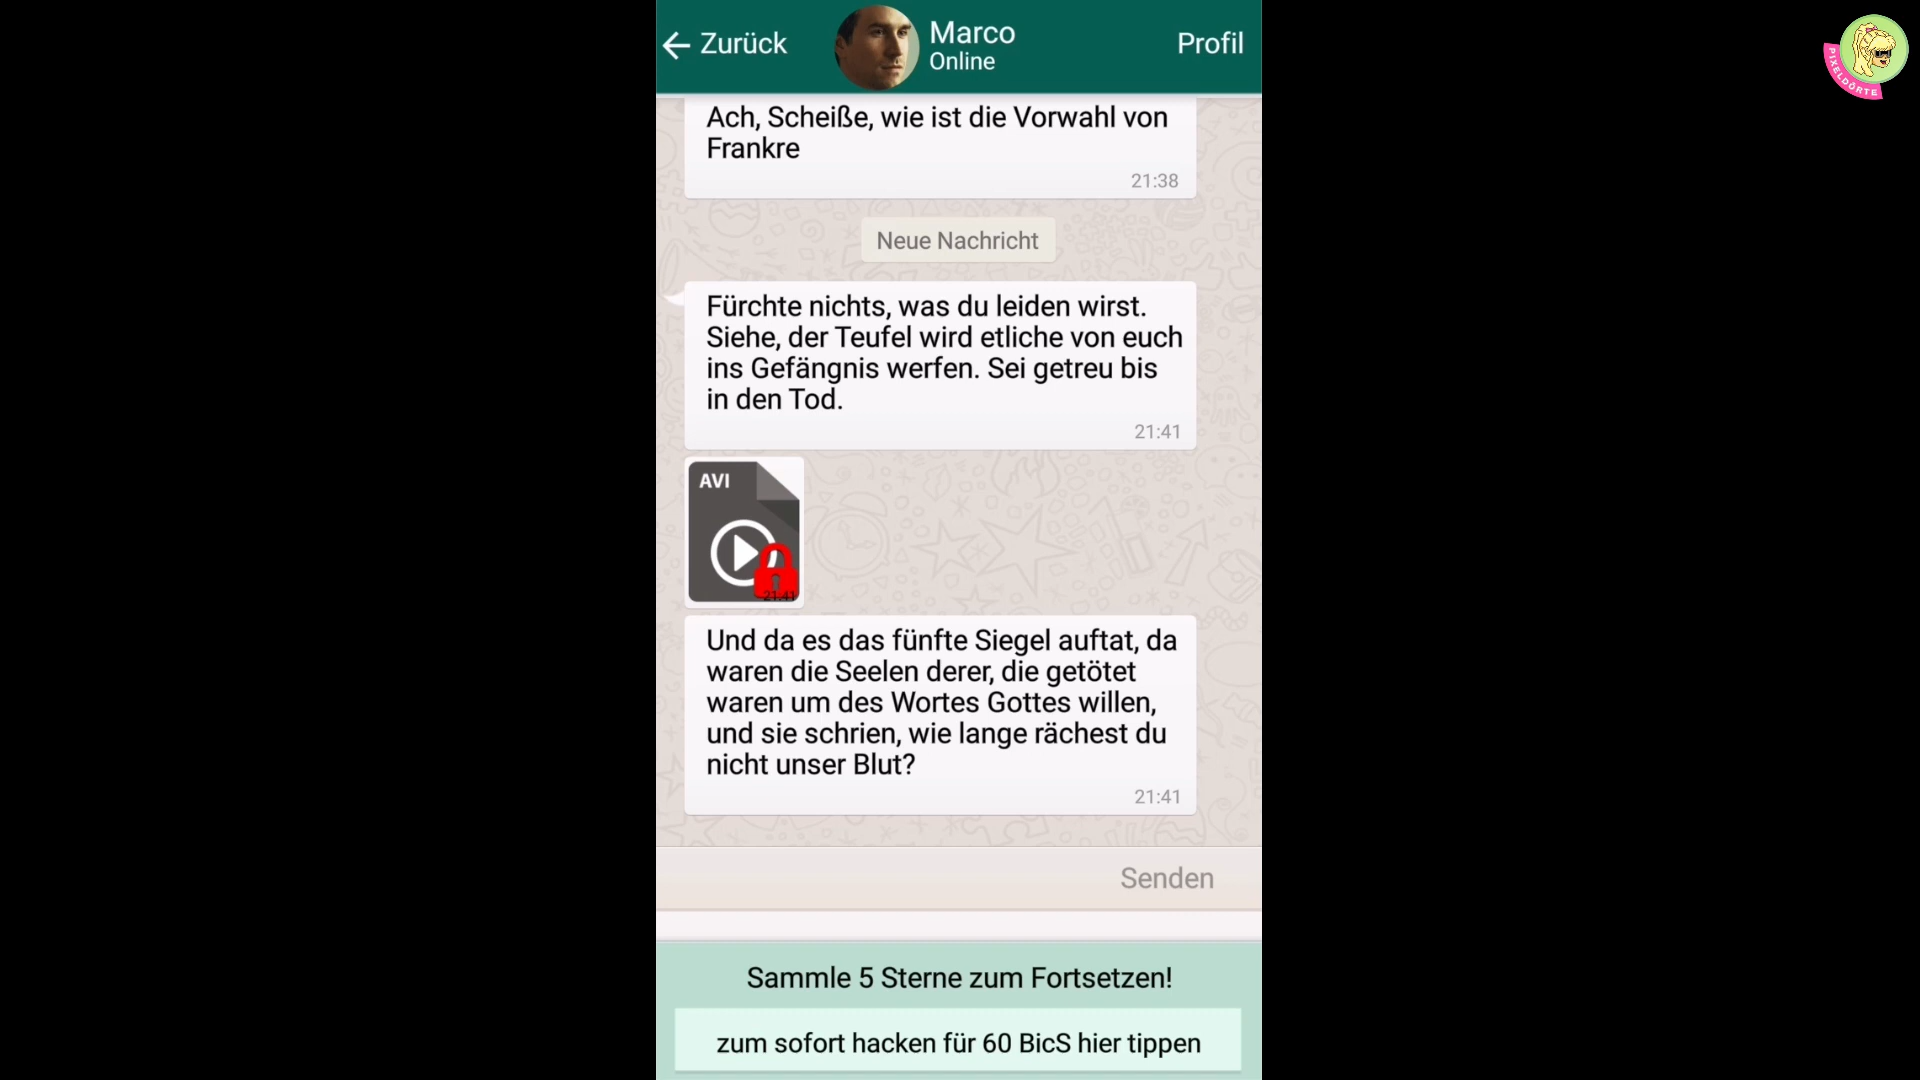 Zurück
Marco
Online
Profil
PIXELDÖRTE
Ach, Scheiße, wie ist die Vorwahl von
Frankre
21:38
Neue Nachricht
Fürchte nichts, was du leiden wirst.
Siehe, der Teufel wird etliche von euch
ins Gefängnis werfen. Sei getreu bis
in den Tod.
21:41
AVI
21:41
Und da es das fünfte Siegel auftat, da
waren die Seelen derer, die getötet
waren um des Wortes Gottes willen,
und sie schrien, wie lange rächest du
nicht unser Blut?
21:41
Senden
Sammle 5 Sterne zum Fortsetzen!
zum sofort hacken für 60 BicS hier tippen